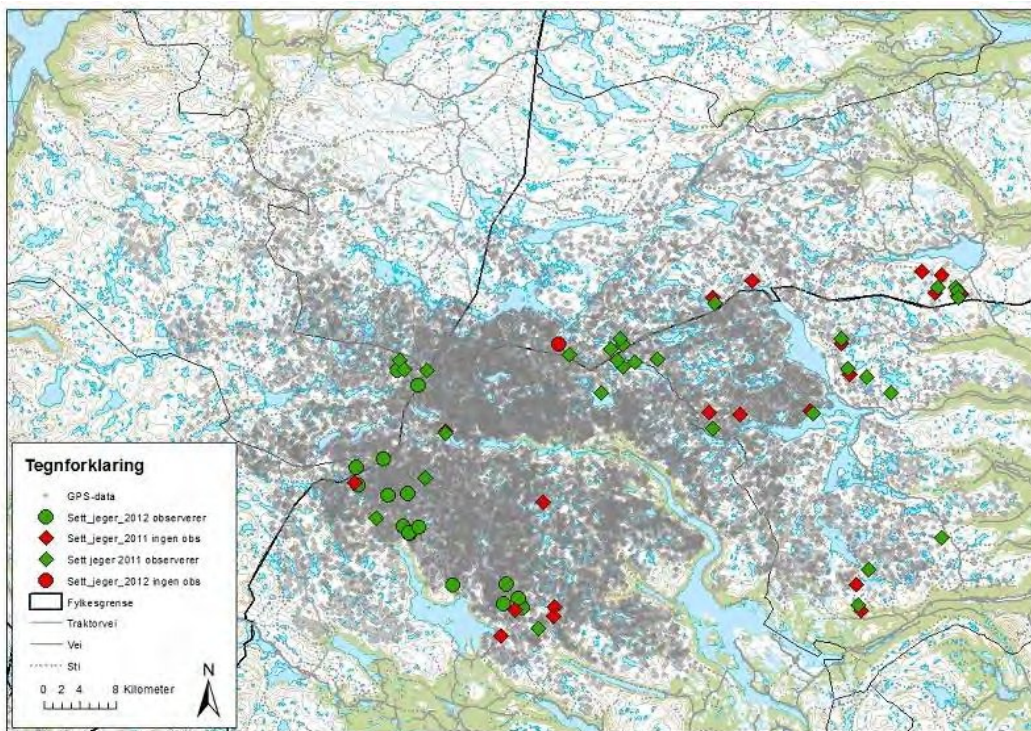 Tegnforklaring
GPS-data
Sett_jeger_2012 observerer
Sett_jeger_2011 ingen obs
Sett jeger 2011 observerer
Sett_jeger_2012 ingen obs
Fylkesgrense
Traktorvei
Vei
Sti
0 2 4 8 Kilometer
N